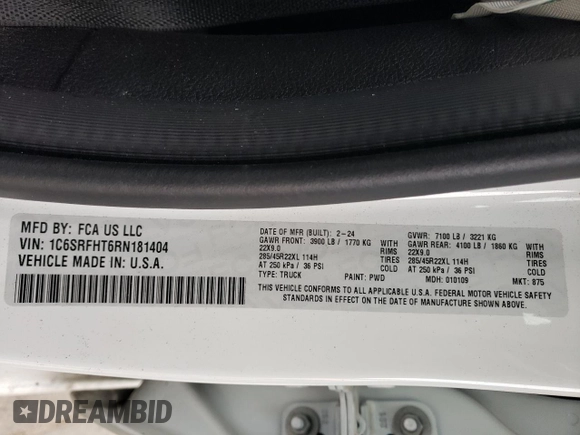 MFD BY: FCA US LLC
VIN: 1C6SRFHT6RN181404
VEHICLE MADE IN: U.S.A.
DATE OF MFR (BUILT): 2-24
GAWR FRONT: 3900 LB / 1770 KG WITH
22X9.0 RIMS
285/45R22XL 114H TIRES
AT 250 kPa / 36 PSI COLD
TYPE: TRUCK PAINT: PWD
GVWR: 7100 LB / 3221 KG
GAWR REAR: 4100 LB / 1860 KG WITH
22X9.0 RIMS
285/45R22XL 114H TIRES
AT 250 kPa / 36 PSI COLD
MDH: 010109 MKT: 875
THIS VEHICLE CONFORMS TO ALL APPLICABLE U.S.A. FEDERAL MOTOR VEHICLE SAFETY
STANDARDS IN EFFECT ON THE DATE OF MANUFACTURE SHOWN ABOVE.
DREAMBID